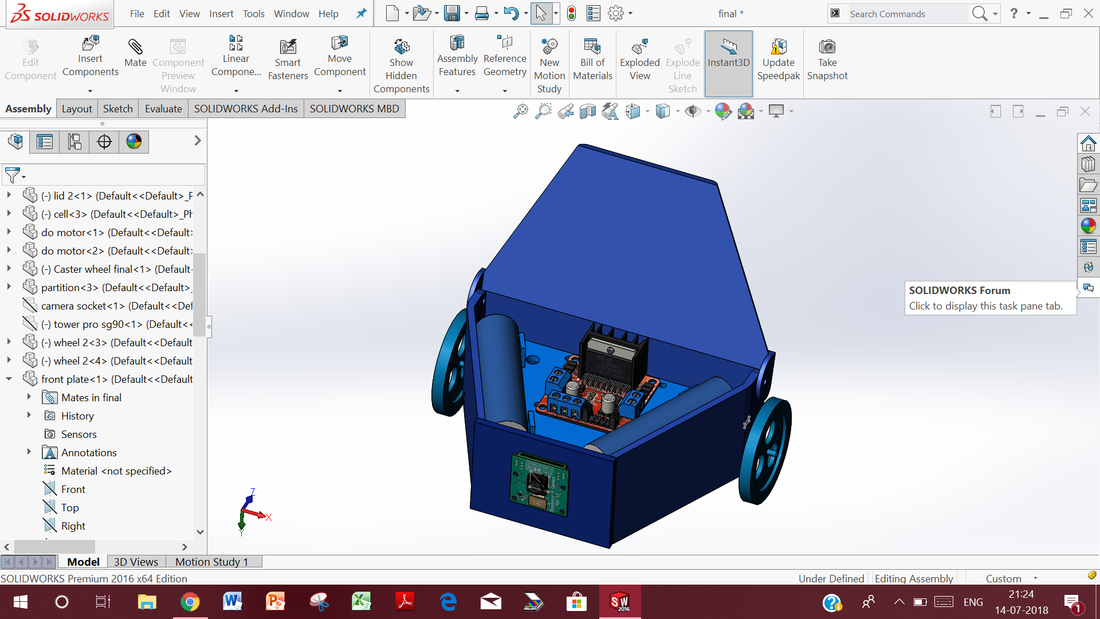 SOLIDWORKS
File Edit View Insert Tools Window Help
final *
Search Commands
?
Edit Component
Insert Components
Mate
Component Preview Window
Linear Compone...
Smart Fasteners
Move Component
Show Hidden Components
Assembly Features
Reference Geometry
New Motion Study
Bill of Materials
Exploded View
Explode Line Sketch
Instant3D
Update Speedpak
Take Snapshot
Assembly Layout Sketch Evaluate SOLIDWORKS Add-Ins SOLIDWORKS MBD
(-) lid 2<1> (Default<<Default>_F
(-) cell<3> (Default<<Default>_Ph
do motor<1> (Default<<Default>
do motor<2> (Default<<Default>
(-) Caster wheel final<1> (Default
partition<3> (Default<<Default>_
camera socket<1> (Default<<Def
(-) tower pro sg90<1> (Default<<
(-) wheel 2<3> (Default<<Default
(-) wheel 2<4> (Default<<Default
front plate<1> (Default<<Default
Mates in final
History
Sensors
Annotations
Material <not specified>
Front
Top
Right
SOLIDWORKS Forum
Click to display this task pane tab.
Z
X
Y
Model 3D Views Motion Study 1
SOLIDWORKS Premium 2016 x64 Edition
Under Defined Editing Assembly Custom
ENG
21:24
14-07-2018